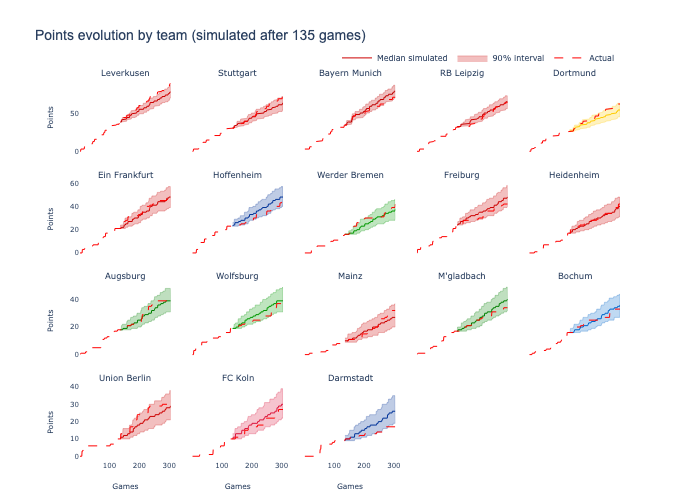 Points evolution by team (simulated after 135 games)
Median simulated 90% interval Actual
Leverkusen Stuttgart Bayern Munich RB Leipzig Dortmund
Points
50
0
Ein Frankfurt Hoffenheim Werder Bremen Freiburg Heidenheim
Points
60
40
20
0
Augsburg Wolfsburg Mainz M'gladbach Bochum
Points
40
20
0
Union Berlin FC Koln Darmstadt
Points
40
30
20
10
0
100 200 300 100 200 300 100 200 300
Games Games Games